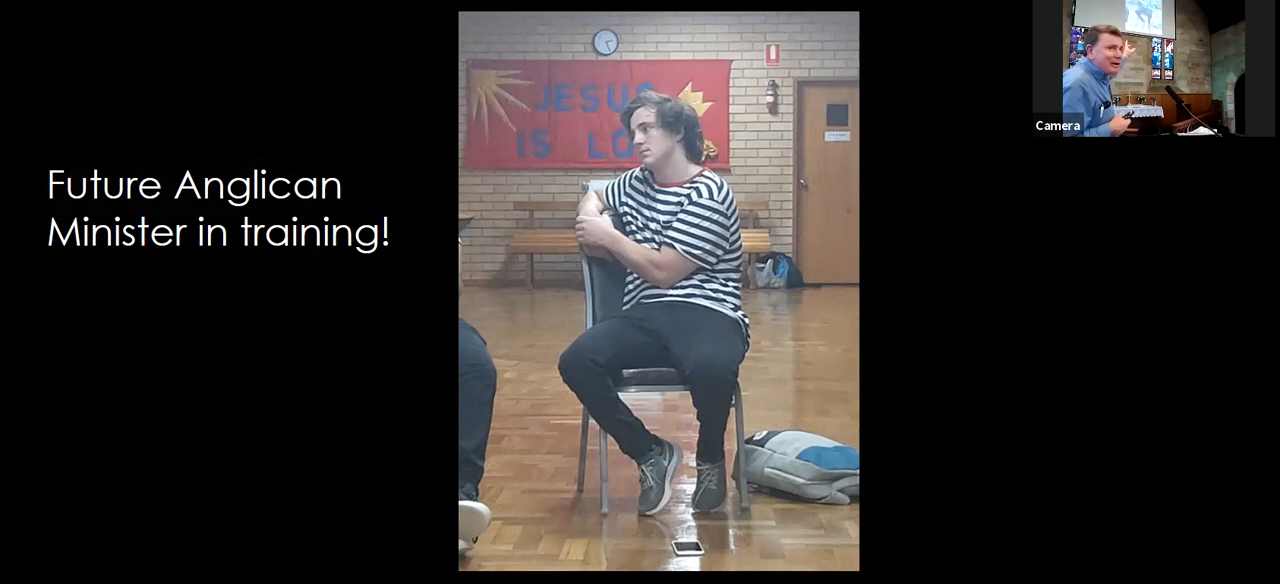 Future Anglican
Minister in training!
JESUS
IS LO
Camera